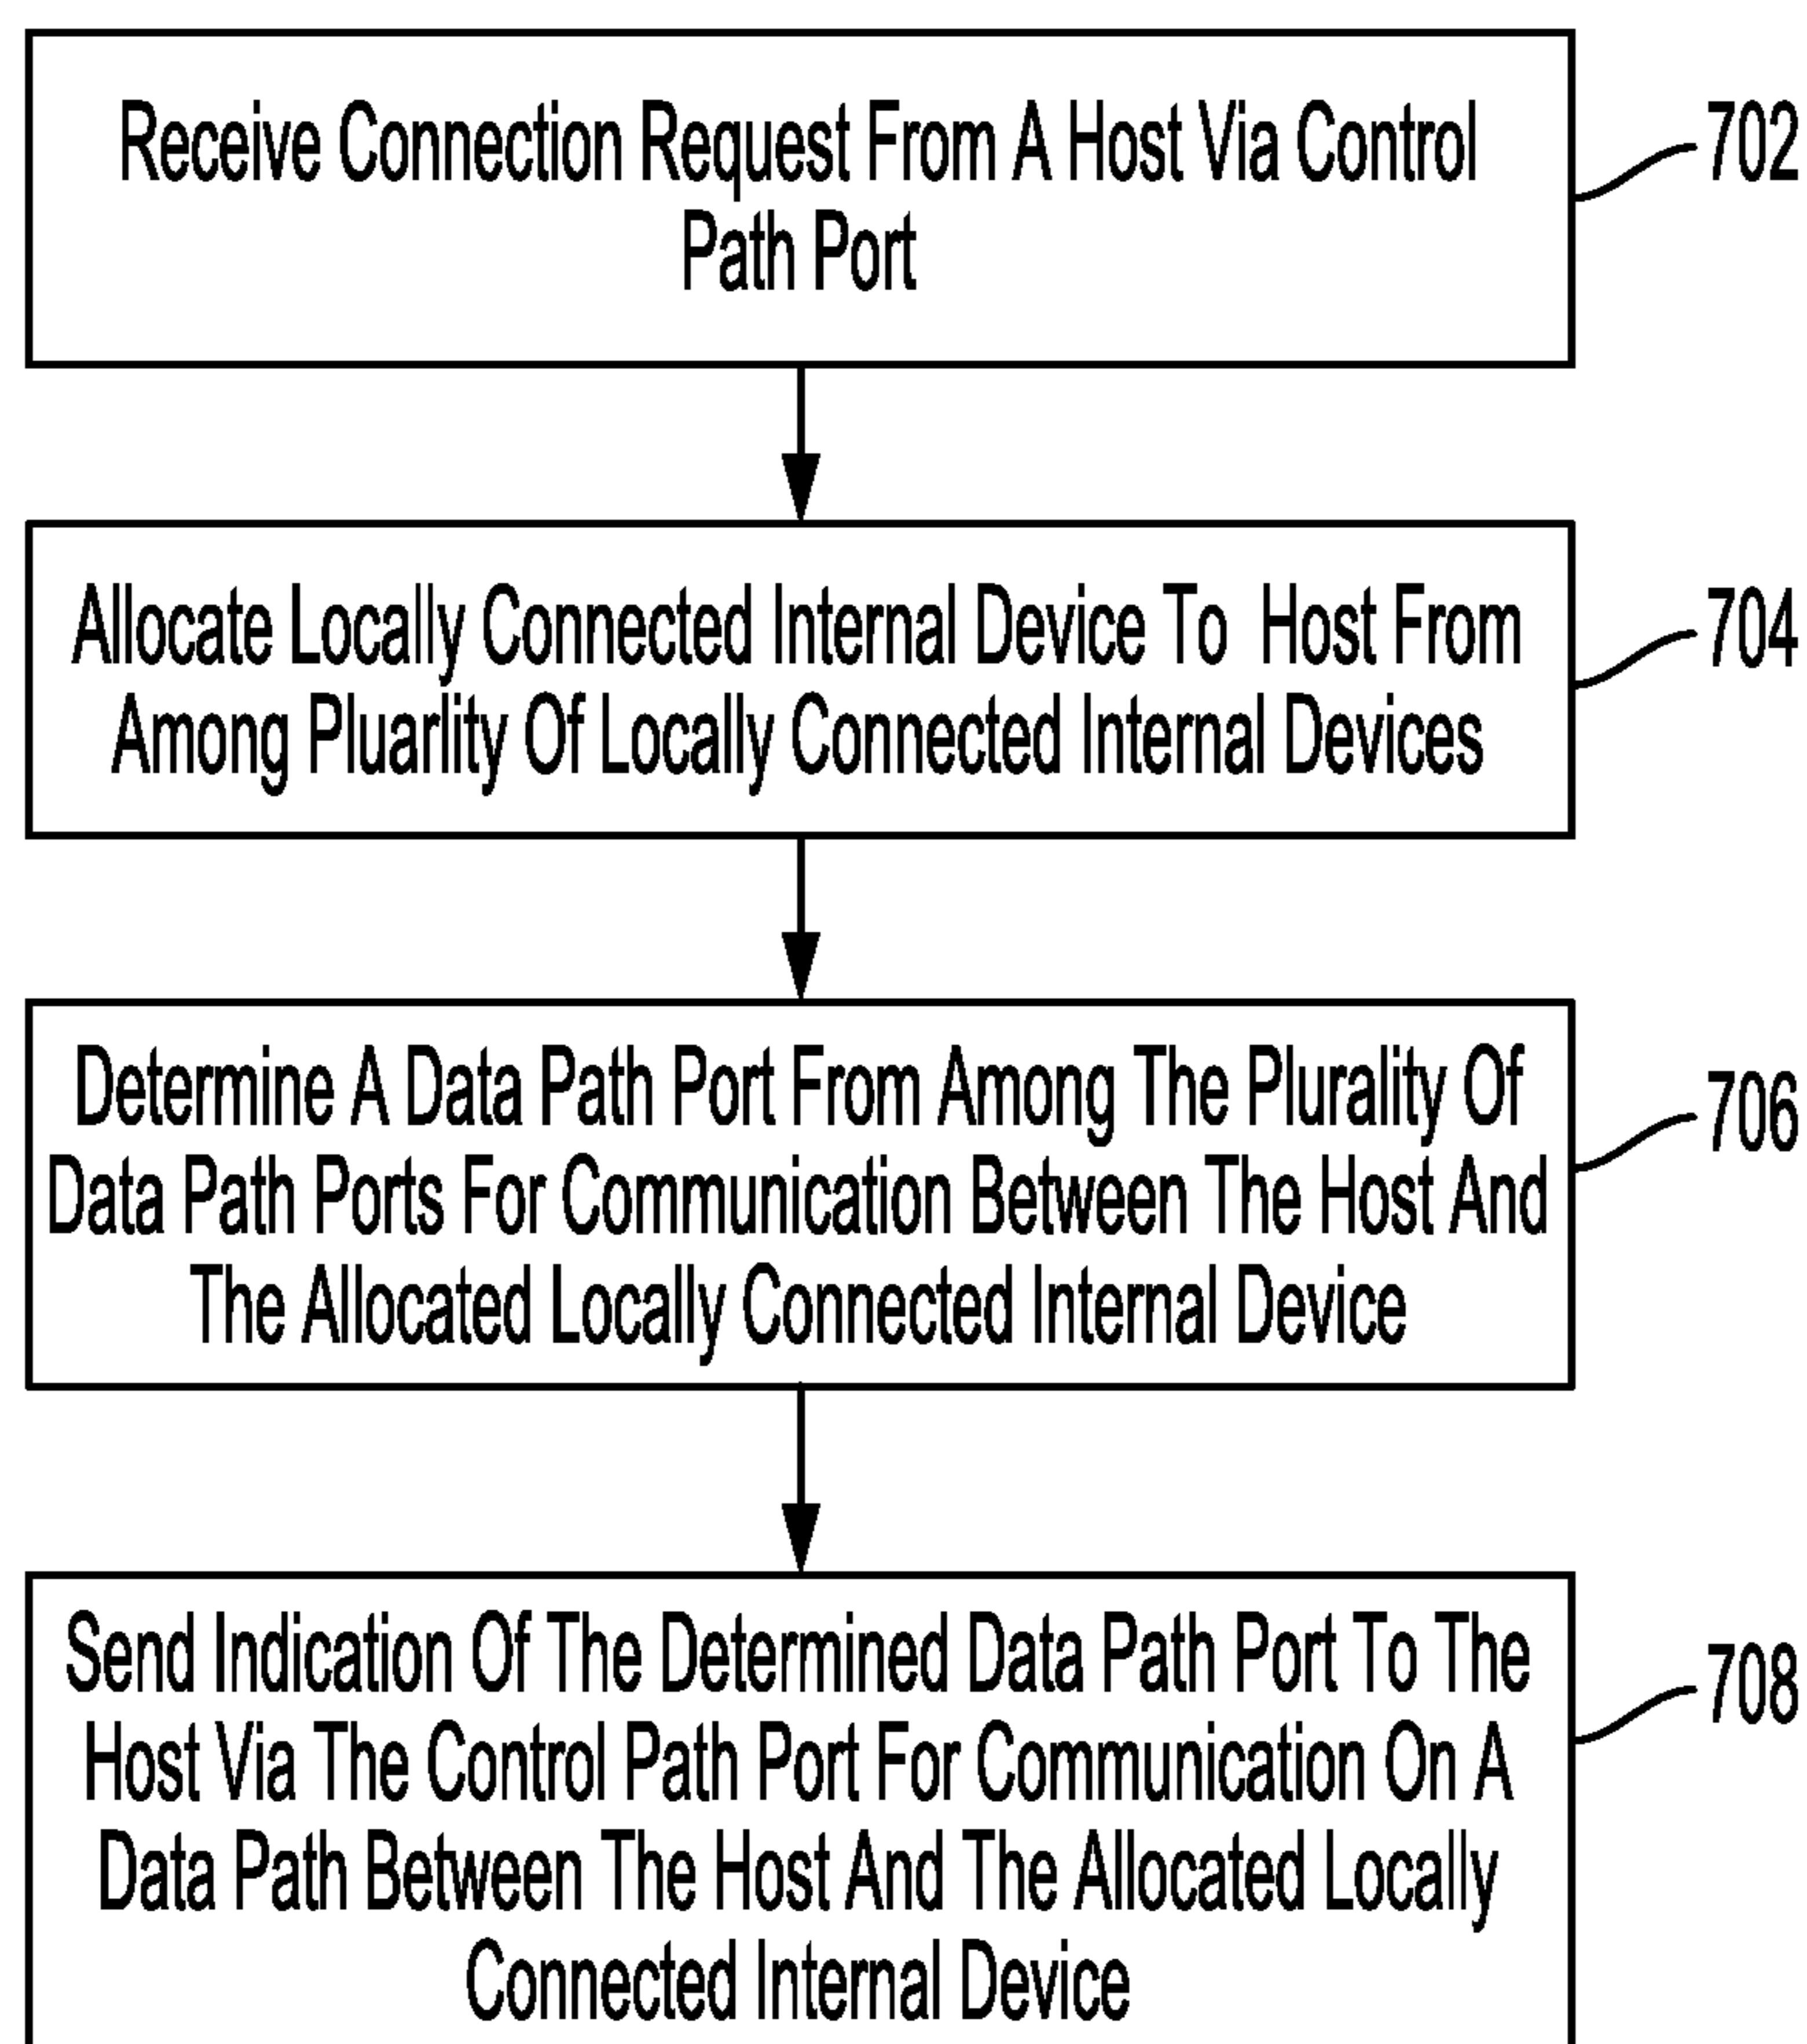 Receive Connection Request From A Host Via Control
Path Port
702
Allocate Locally Connected Internal Device To Host From
Among Pluarlity Of Locally Connected Internal Devices
704
Determine A Data Path Port From Among The Plurality Of
Data Path Ports For Communication Between The Host And
The Allocated Locally Connected Internal Device
706
Send Indication Of The Determined Data Path Port To The
Host Via The Control Path Port For Communication On A
Data Path Between The Host And The Allocated Locally
Connected Internal Device
708